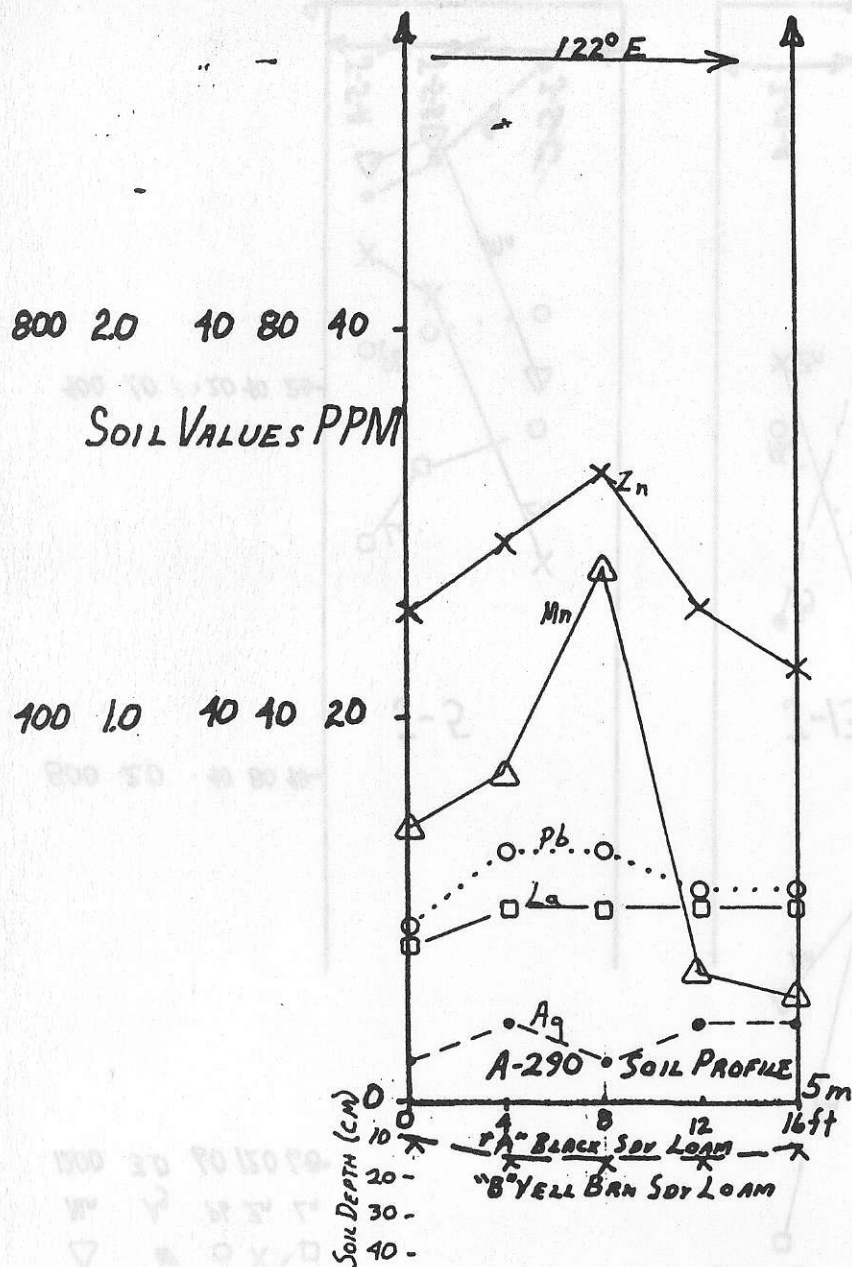 122° E
800 2.0 40 80 40
SOIL VALUES PPM
Zn
Mn
400 1.0 40 40 20
Pb
La
Ag
A-290 SOIL PROFILE
0 5m
0 4 8 12 16ft
SOIL DEPTH (CM)
10 "A" BLACK SDY LOAM
20
"B" YELL BRN SDY LOAM
30
40